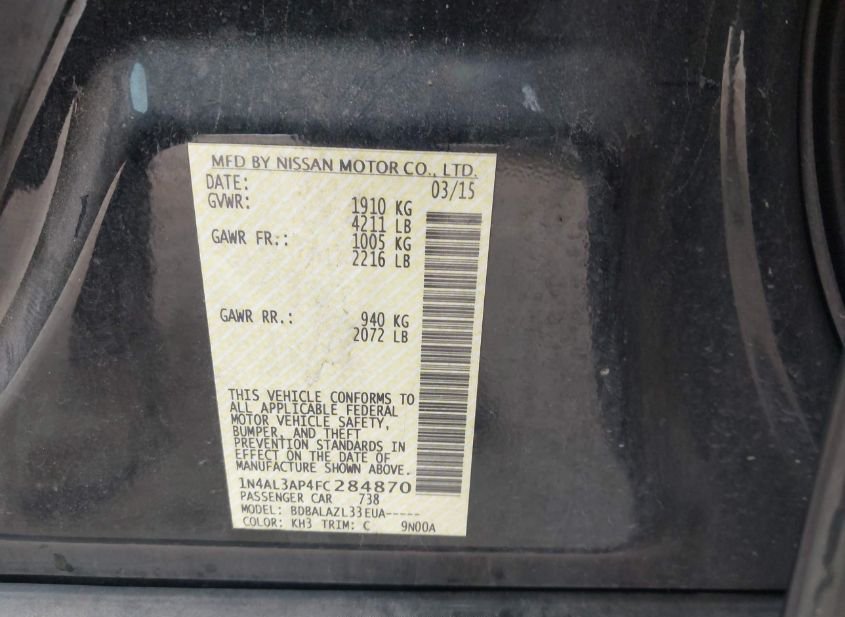 MFD BY NISSAN MOTOR CO., LTD.
DATE: 03/15
GVWR: 1910 KG
4211 LB
GAWR FR.: 1005 KG
2216 LB
GAWR RR.: 940 KG
2072 LB
THIS VEHICLE CONFORMS TO
ALL APPLICABLE FEDERAL
MOTOR VEHICLE SAFETY,
BUMPER, AND THEFT
PREVENTION STANDARDS IN
EFFECT ON THE DATE OF
MANUFACTURE SHOWN ABOVE.
1N4AL3AP4FC284870
PASSENGER CAR 738
MODEL: BDBALAZL33EUA-----
COLOR: KH3 TRIM: C 9N00A